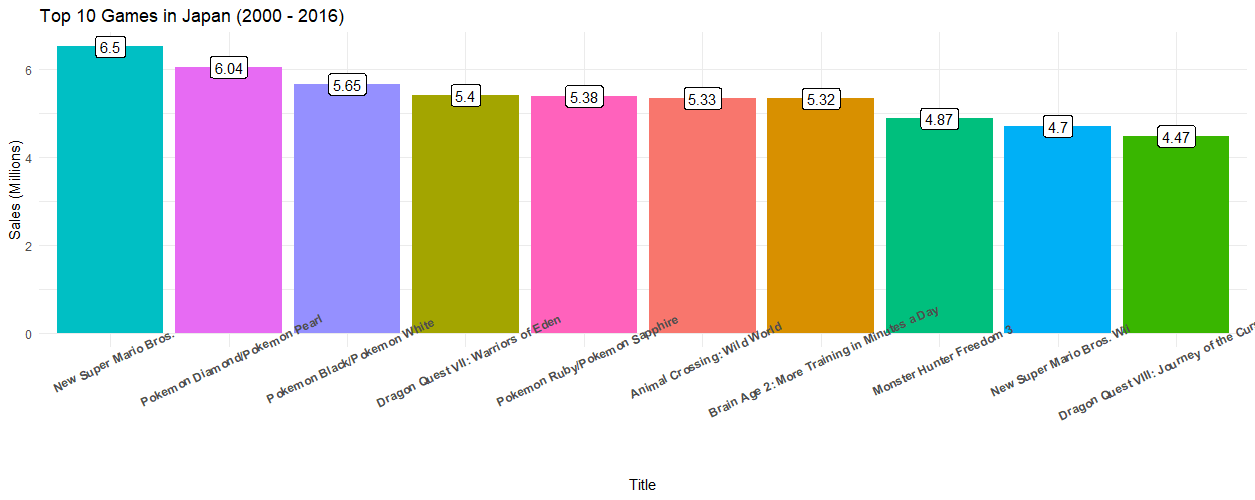 Top 10 Games in Japan (2000 - 2016)
Sales (Millions)
6
4
2
0
6.5
6.04
5.65
5.4
5.38
5.33
5.32
4.87
4.7
4.47
New Super Mario Bros.
Pokemon Diamond/Pokemon Pearl
Pokemon Black/Pokemon White
Dragon Quest VII: Warriors of Eden
Pokemon Ruby/Pokemon Sapphire
Animal Crossing: Wild World
Brain Age 2: More Training in Minutes a Day
Monster Hunter Freedom 3
New Super Mario Bros. Wii
Dragon Quest VIII: Journey of the
Title